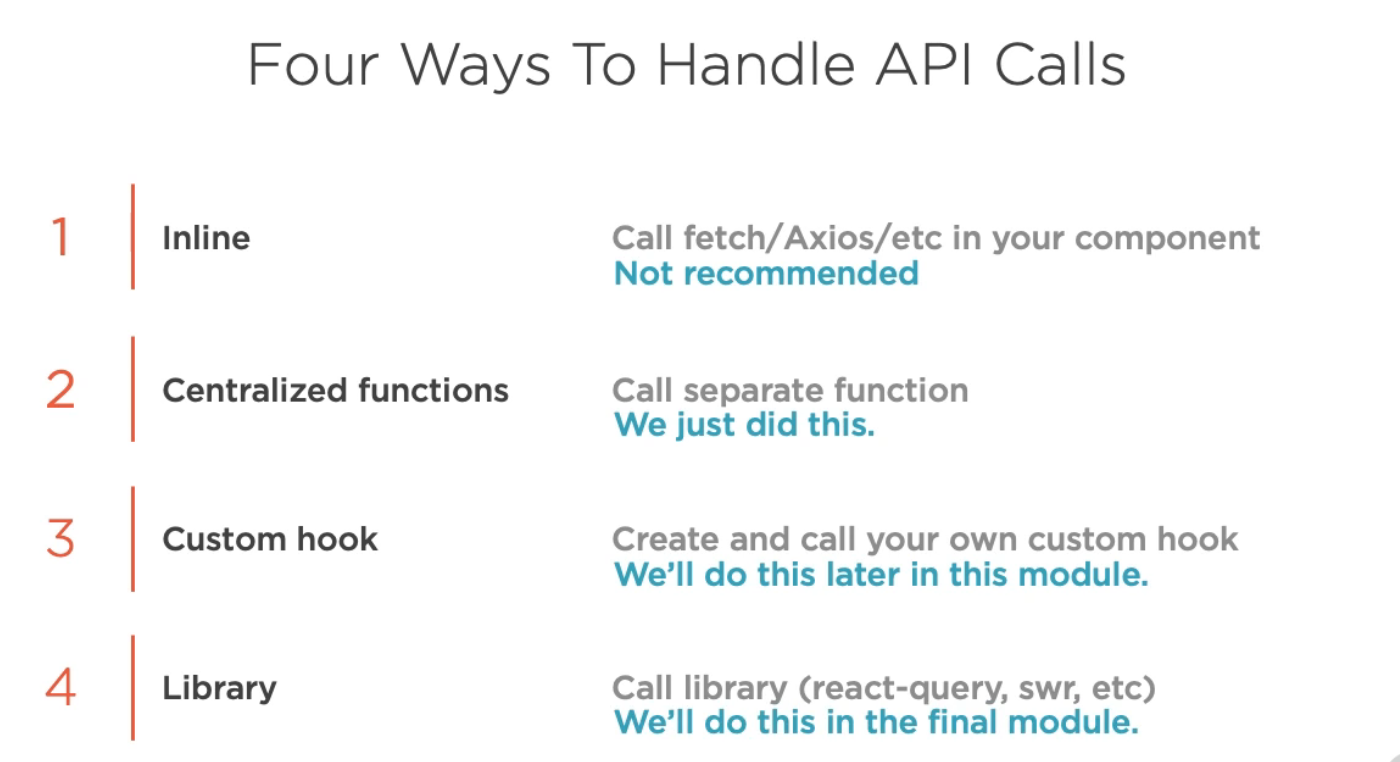 Four Ways To Handle API Calls
1
Inline
Call fetch/Axios/etc in your component
Not recommended
2
Centralized functions
Call separate function
We just did this.
3
Custom hook
Create and call your own custom hook
We’ll do this later in this module.
4
Library
Call library (react-query, swr, etc)
We’ll do this in the final module.